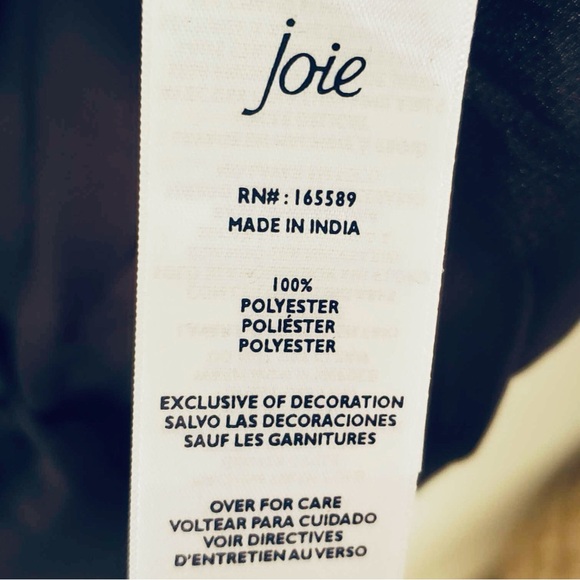 joie
RN#: 165589
MADE IN INDIA
100%
POLYESTER
POLIÉSTER
POLYESTER
EXCLUSIVE OF DECORATION
SALVO LAS DECORACIONES
SAUF LES GARNITURES
OVER FOR CARE
VOLTEAR PARA CUIDADO
VOIR DIRECTIVES
D'ENTRETIEN AU VERSO